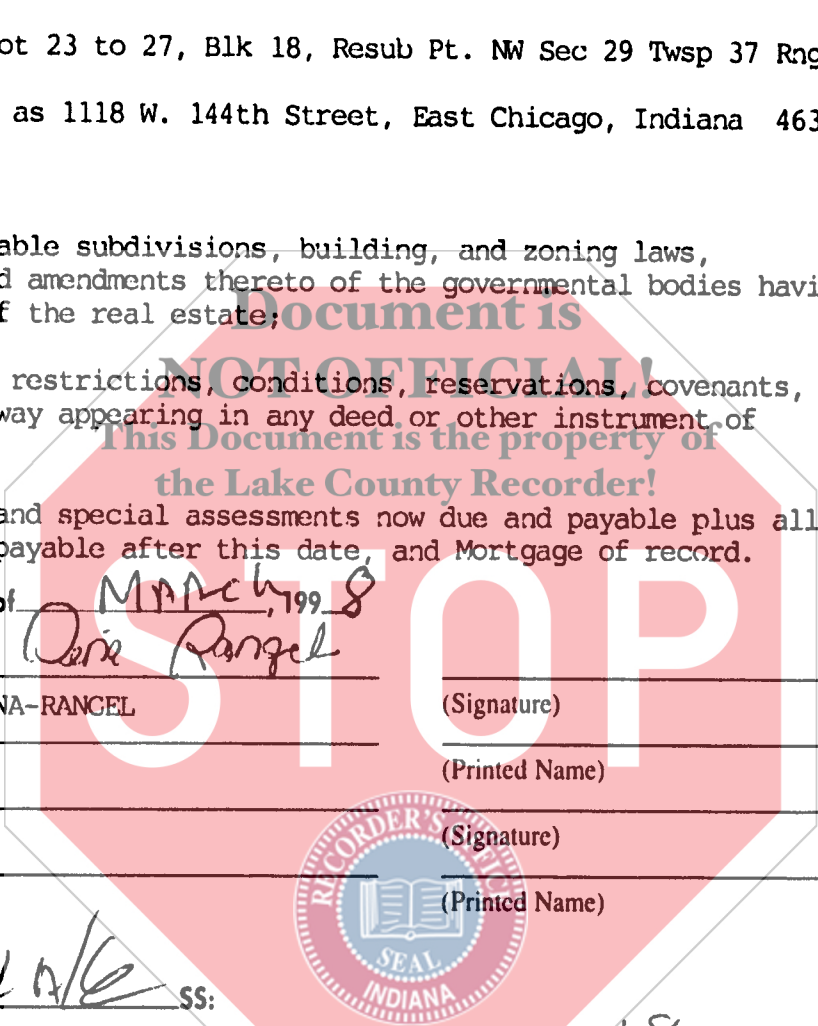 ot 23 to 27, Blk 18, Resub Pt. NW Sec 29 Twsp 37 Rng
as 1118 W. 144th Street, East Chicago, Indiana 463
able subdivisions, building, and zoning laws,
d amendments thereto of the governmental bodies havi
f the real estate;
Document is
NOT OFFICIAL!
restrictions, conditions, reservations, covenants,
way appearing in any deed or other instrument of
This Document is the property of
the Lake County Recorder!
and special assessments now due and payable plus all
payable after this date, and Mortgage of record.
of March, 1998
Rangel
STOP
NA-RANGEL (Signature)
(Printed Name)
(Signature)
(Printed Name)
RECORDER'S OFFICE
SEAL
INDIANA
SS: